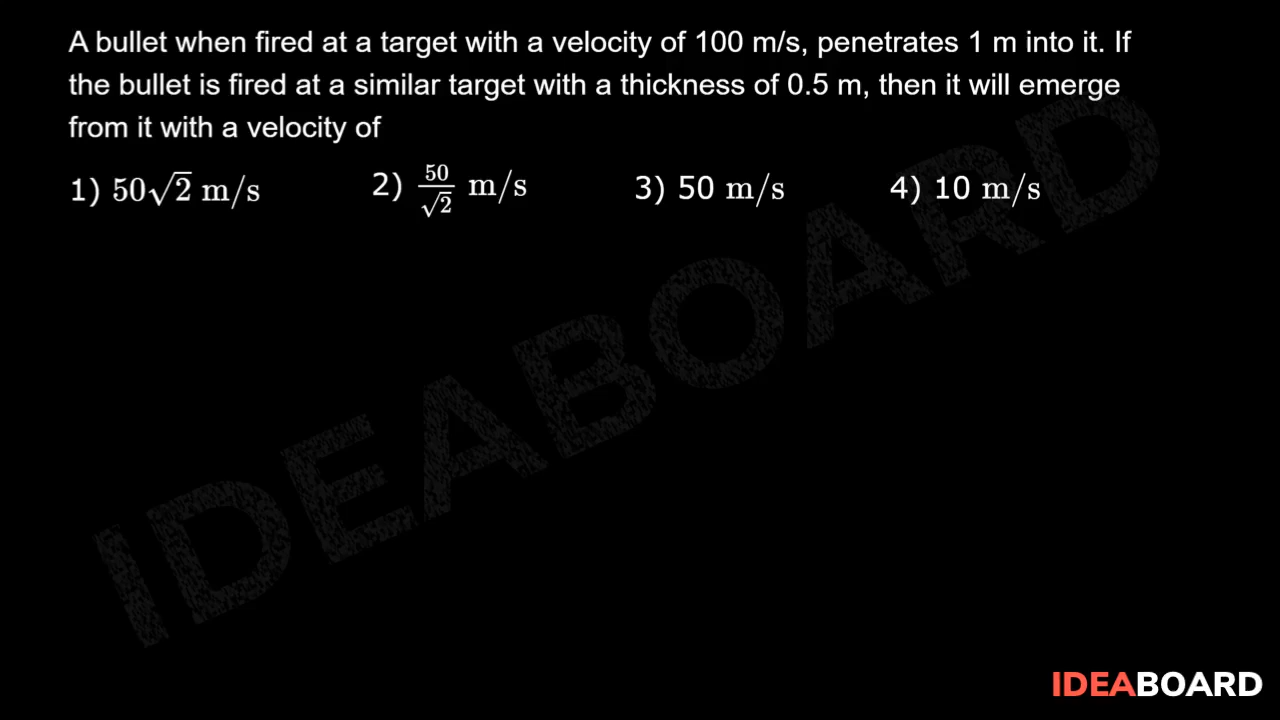 A bullet when fired at a target with a velocity of 100 m/s, penetrates 1 m into it. If
the bullet is fired at a similar target with a thickness of 0.5 m, then it will emerge
from it with a velocity of
1) 50√2 m/s 2) 50/√2 m/s 3) 50 m/s 4) 10 m/s
IDEABOARD
IDEABOARD